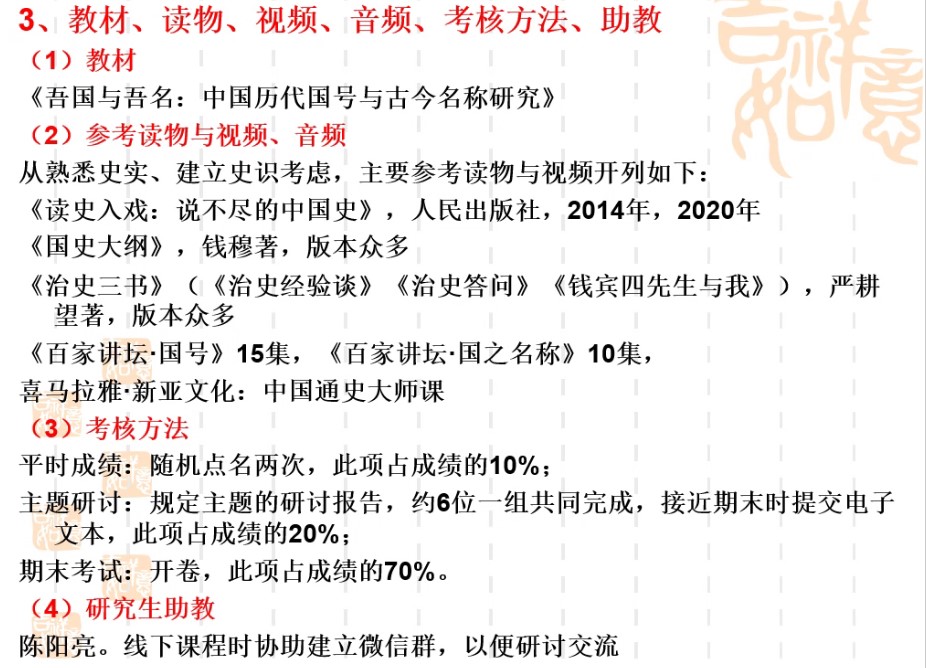 3、教材、读物、视频、音频、考核方法、助教
（1）教材
《吾国与吾名：中国历代国号与古今名称研究》
（2）参考读物与视频、音频
从熟悉史实、建立史识考虑，主要参考读物与视频开列如下：
《读史入戏：说不尽的中国史》，人民出版社，2014年，2020年
《国史大纲》，钱穆著，版本众多
《治史三书》（《治史经验谈》《治史答问》《钱宾四先生与我》），严耕
望著，版本众多
《百家讲坛·国号》15集，《百家讲坛·国之名称》10集，
喜马拉雅·新亚文化：中国通史大师课
（3）考核方法
平时成绩：随机点名两次，此项占成绩的10%；
主题研讨：规定主题的研讨报告，约6位一组共同完成，接近期末时提交电子
文本，此项占成绩的20%；
期末考试：开卷，此项占成绩的70%。
（4）研究生助教
陈阳亮。线下课程时协助建立微信群，以便研讨交流
吉祥
如意